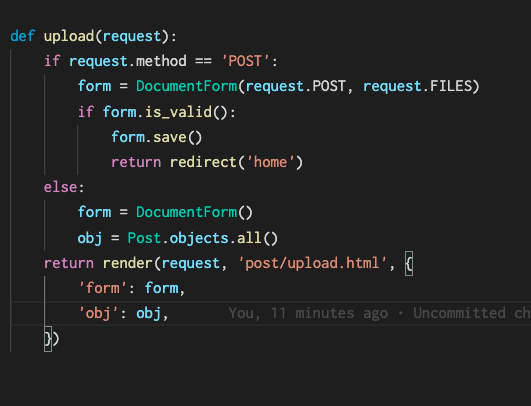 def upload(request):
    if request.method == 'POST':
        form = DocumentForm(request.POST, request.FILES)
        if form.is_valid():
            form.save()
            return redirect('home')
    else:
        form = DocumentForm()
        obj = Post.objects.all()
    return render(request, 'post/upload.html', {
        'form': form,
        'obj': obj,    You, 11 minutes ago • Uncommitted ch
    })